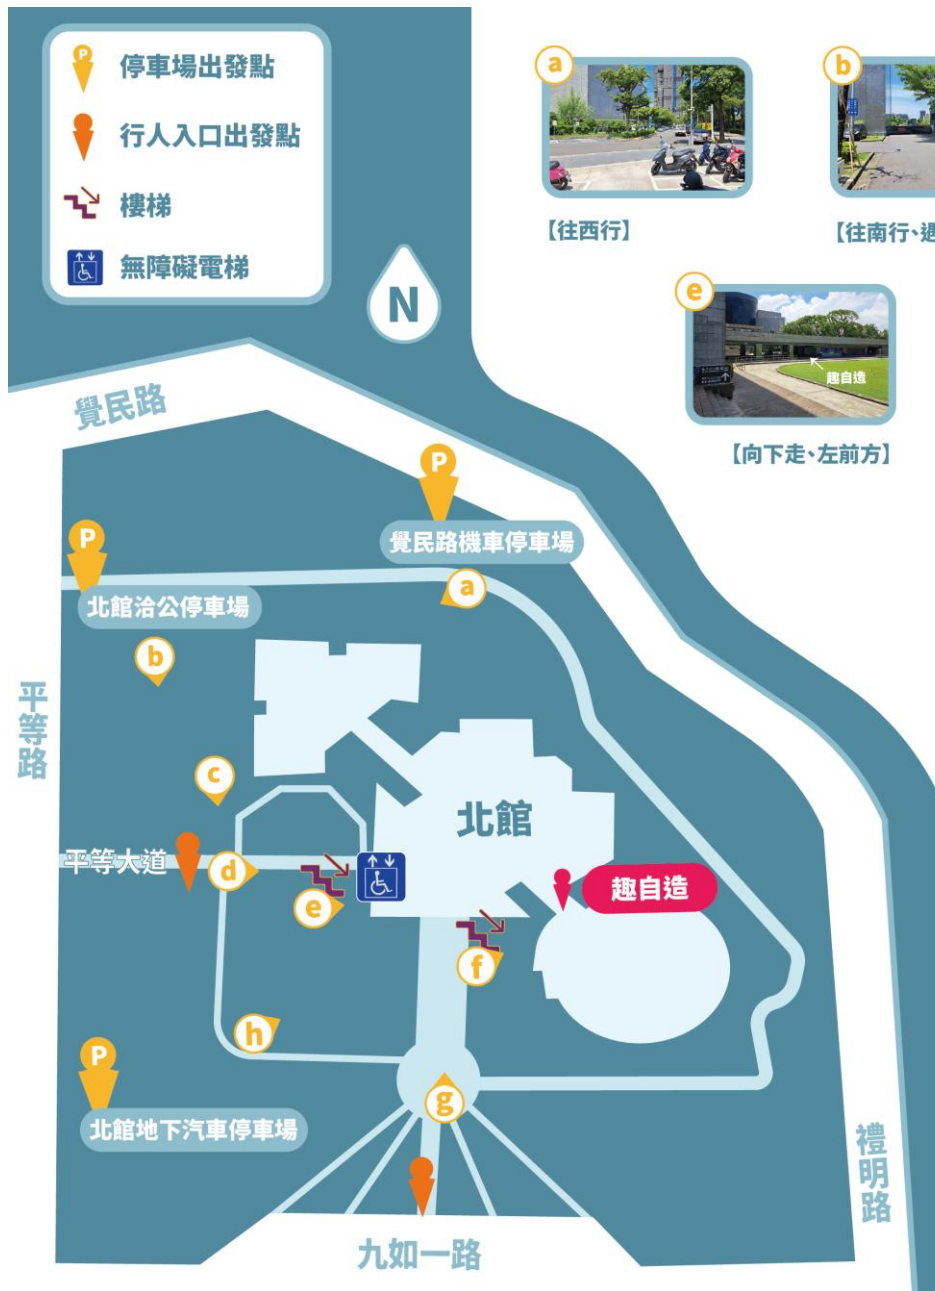 P 停車場出發點
行人入口出發點
樓梯
無障礙電梯
a
【往西行】
b
【往南行、遇
e
趣自造
【向下走、左前方】
N
覺民路
P
覺民路機車停車場
a
P
北館洽公停車場
b
平等路
c
北館
平等大道
d
e
趣自造
f
h
g
P
北館地下汽車停車場
禮明路
九如一路